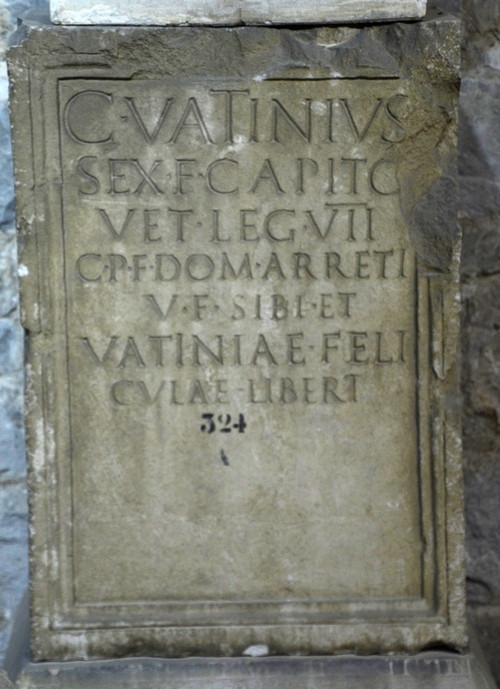 C·VATINIVS
SEX·F·CAPITO
VET·LEG·VII
C·P·F·DOM·ARRETI
V·F·SIBI·ET
VATINIAE·FELI
CVLAE·LIBERT
324